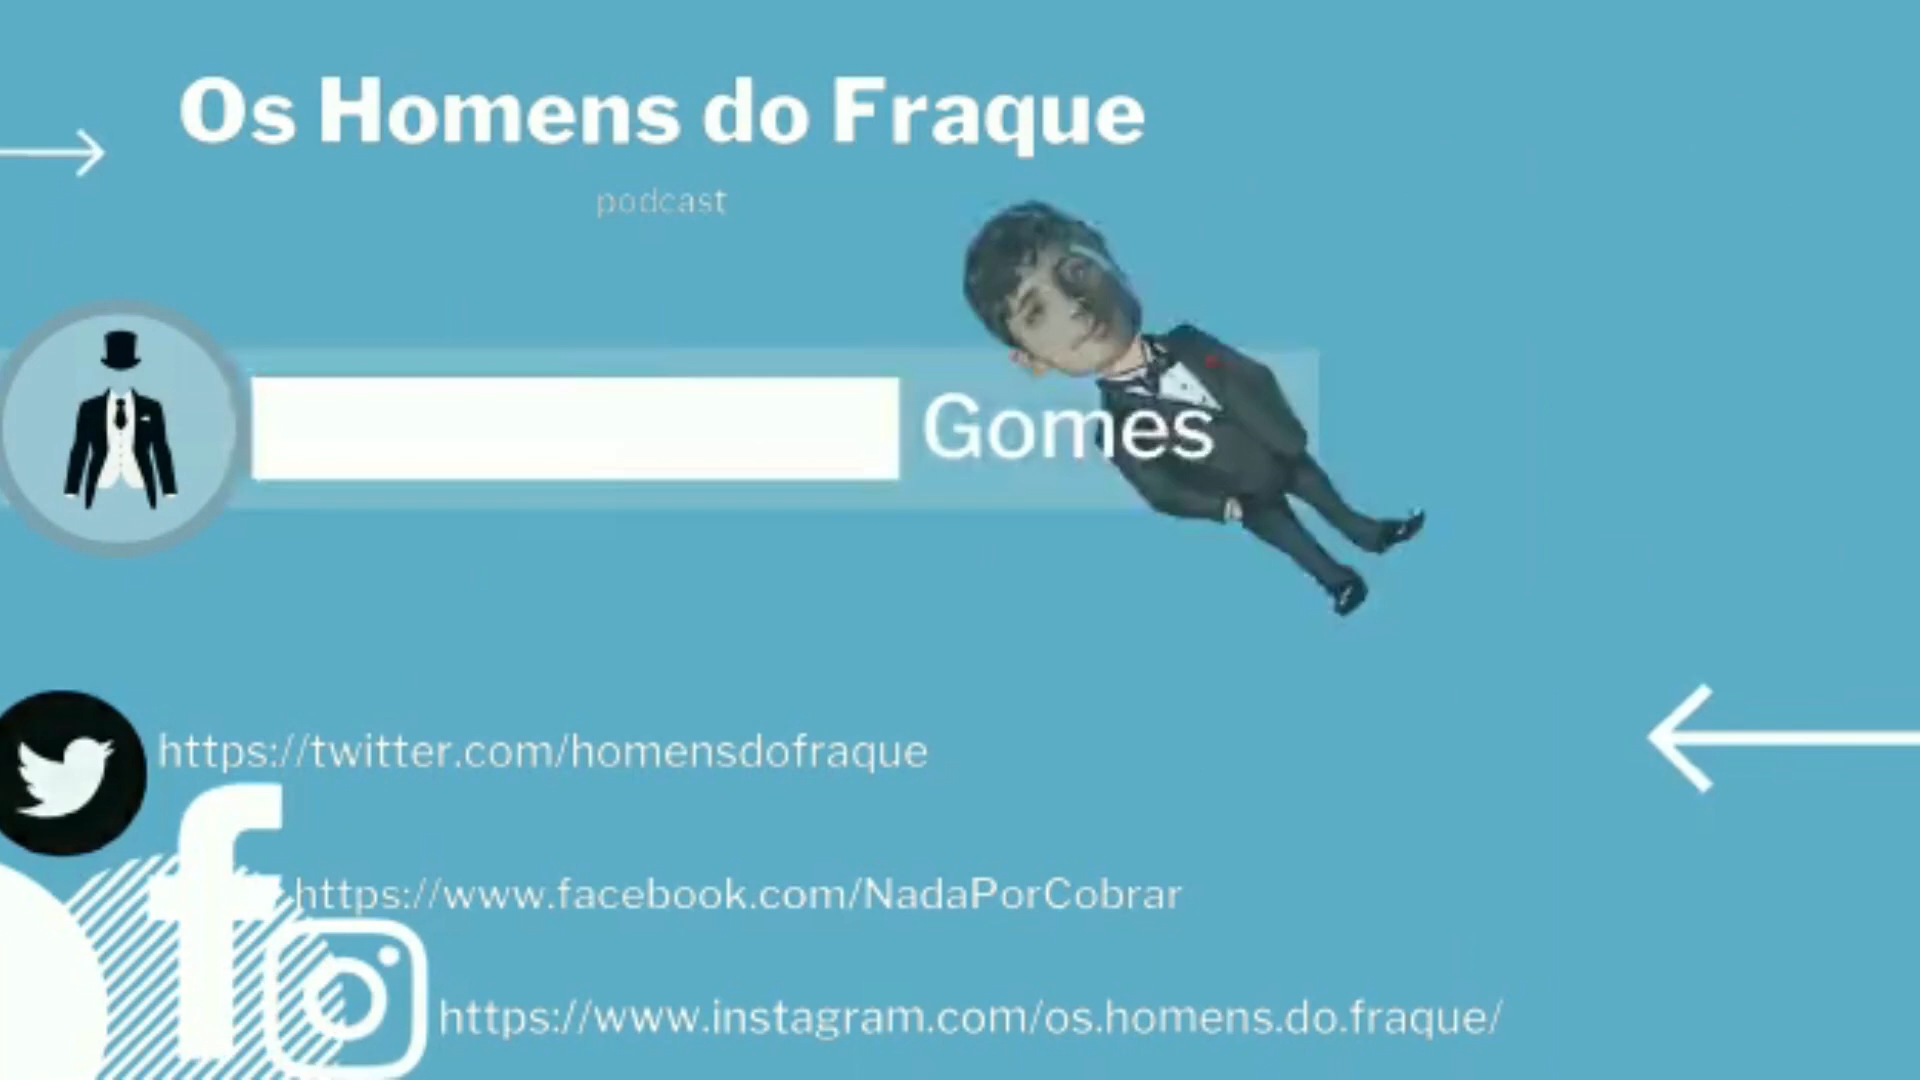 Os Homens do Fraque
podcast
Gomes
https://twitter.com/homensdofraque
https://www.facebook.com/NadaPorCobrar
https://www.instagram.com/os.homens.do.fraque/